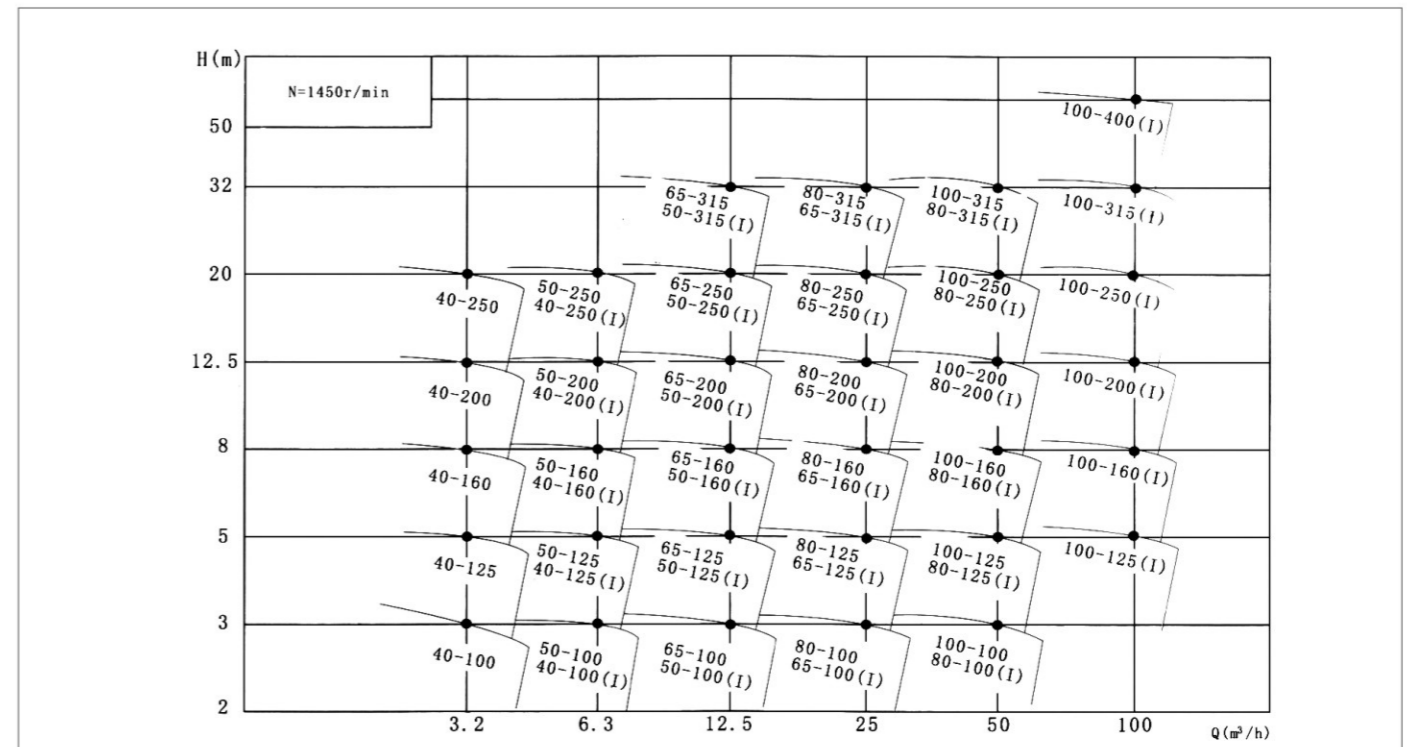 H(m)
N=1450r/min
50
100-400(I)
32
65-315
50-315(I)
80-315
65-315(I)
100-315
80-315(I)
100-315(I)
20
40-250
50-250
40-250(I)
65-250
50-250(I)
80-250
65-250(I)
100-250
80-250(I)
100-250(I)
12.5
40-200
50-200
40-200(I)
65-200
50-200(I)
80-200
65-200(I)
100-200
80-200(I)
100-200(I)
8
40-160
50-160
40-160(I)
65-160
50-160(I)
80-160
65-160(I)
100-160
80-160(I)
100-160(I)
5
40-125
50-125
40-125(I)
65-125
50-125(I)
80-125
65-125(I)
100-125
80-125(I)
100-125(I)
3
40-100
50-100
40-100(I)
65-100
50-100(I)
80-100
65-100(I)
100-100
80-100(I)
2
3.2
6.3
12.5
25
50
100
Q(m³/h)